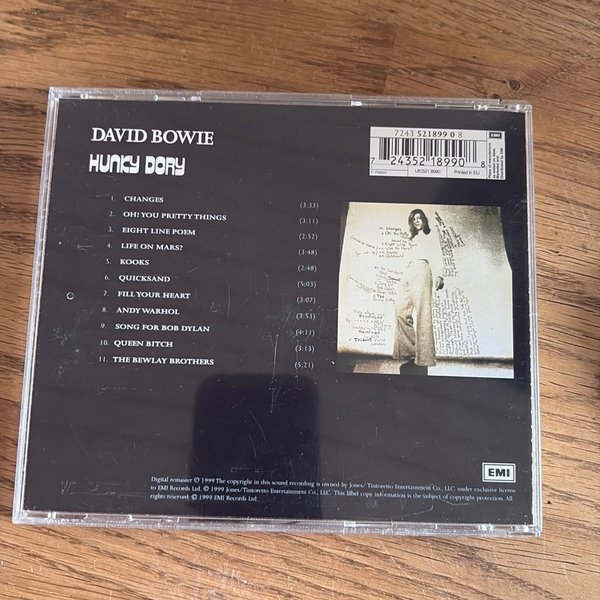 DAVID BOWIE
HUNKY DORY
7243 521899 0 8
EMI
7 24352 18990
UK:521 8990
Printed in EU
1. CHANGES (3:33)
2. OH! YOU PRETTY THINGS (3:11)
3. EIGHT LINE POEM (2:52)
4. LIFE ON MARS? (3:48)
5. KOOKS (2:48)
6. QUICKSAND (5:03)
7. FILL YOUR HEART (3:07)
8. ANDY WARHOL (3:53)
9. SONG FOR BOB DYLAN (4:11)
10. QUEEN BITCH (3:13)
11. THE BEWLAY BROTHERS (5:21)
Changes
EMI
Digital remaster ℗ 1999 The copyright in this sound recording is owned by Jones/Tintoretto Entertainment Co., LLC. under exclusive license
to EMI Records Ltd. © 1999 Jones/Tintoretto Entertainment Co., LLC. This label copy information is the subject of copyright protection. All
rights reserved. © 1999 EMI Records Ltd.